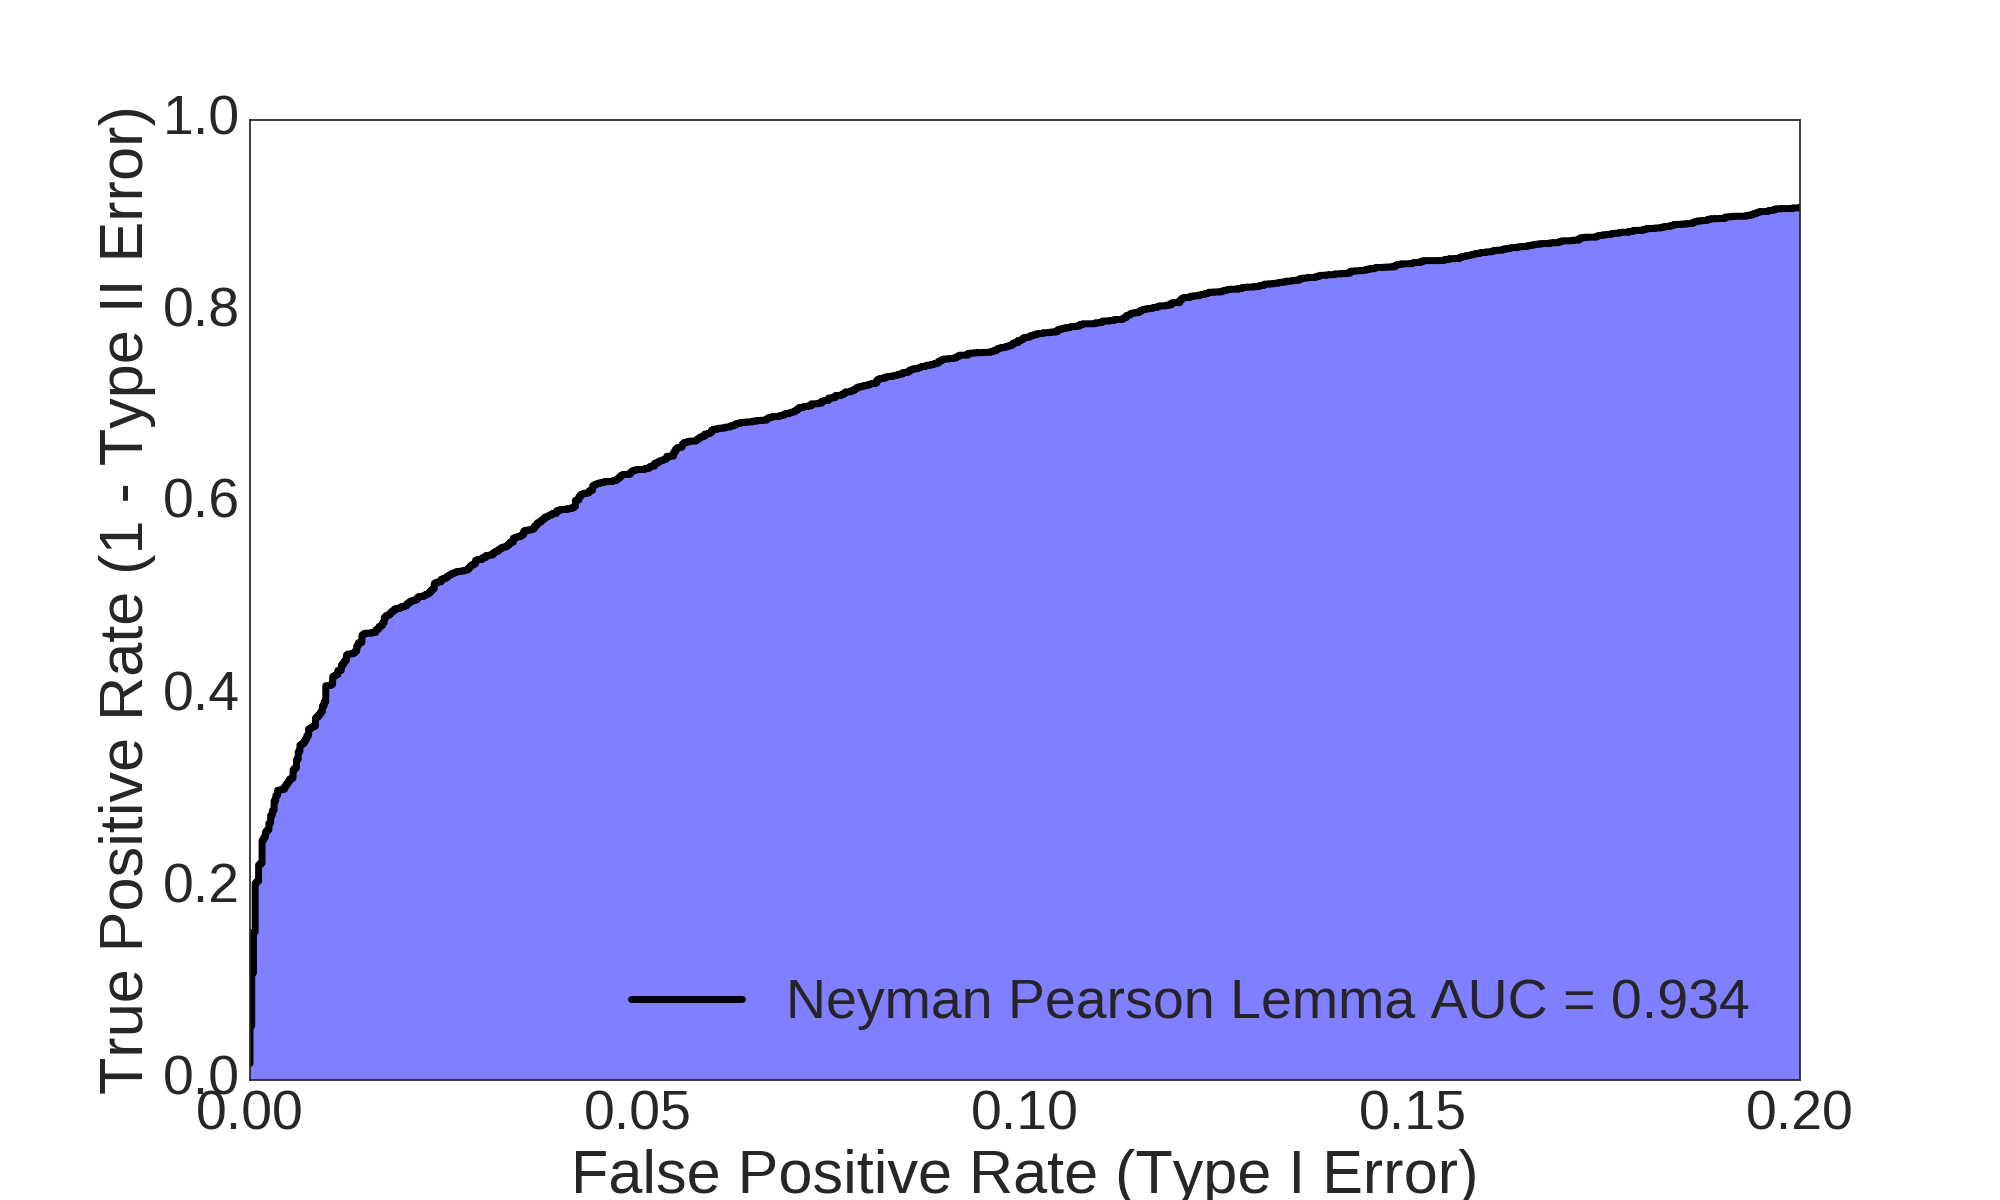 True Positive Rate (1 - Type II Error)
1.0
0.8
0.6
0.4
0.2
0.0
Neyman Pearson Lemma AUC = 0.934
0.00 0.05 0.10 0.15 0.20
False Positive Rate (Type I Error)